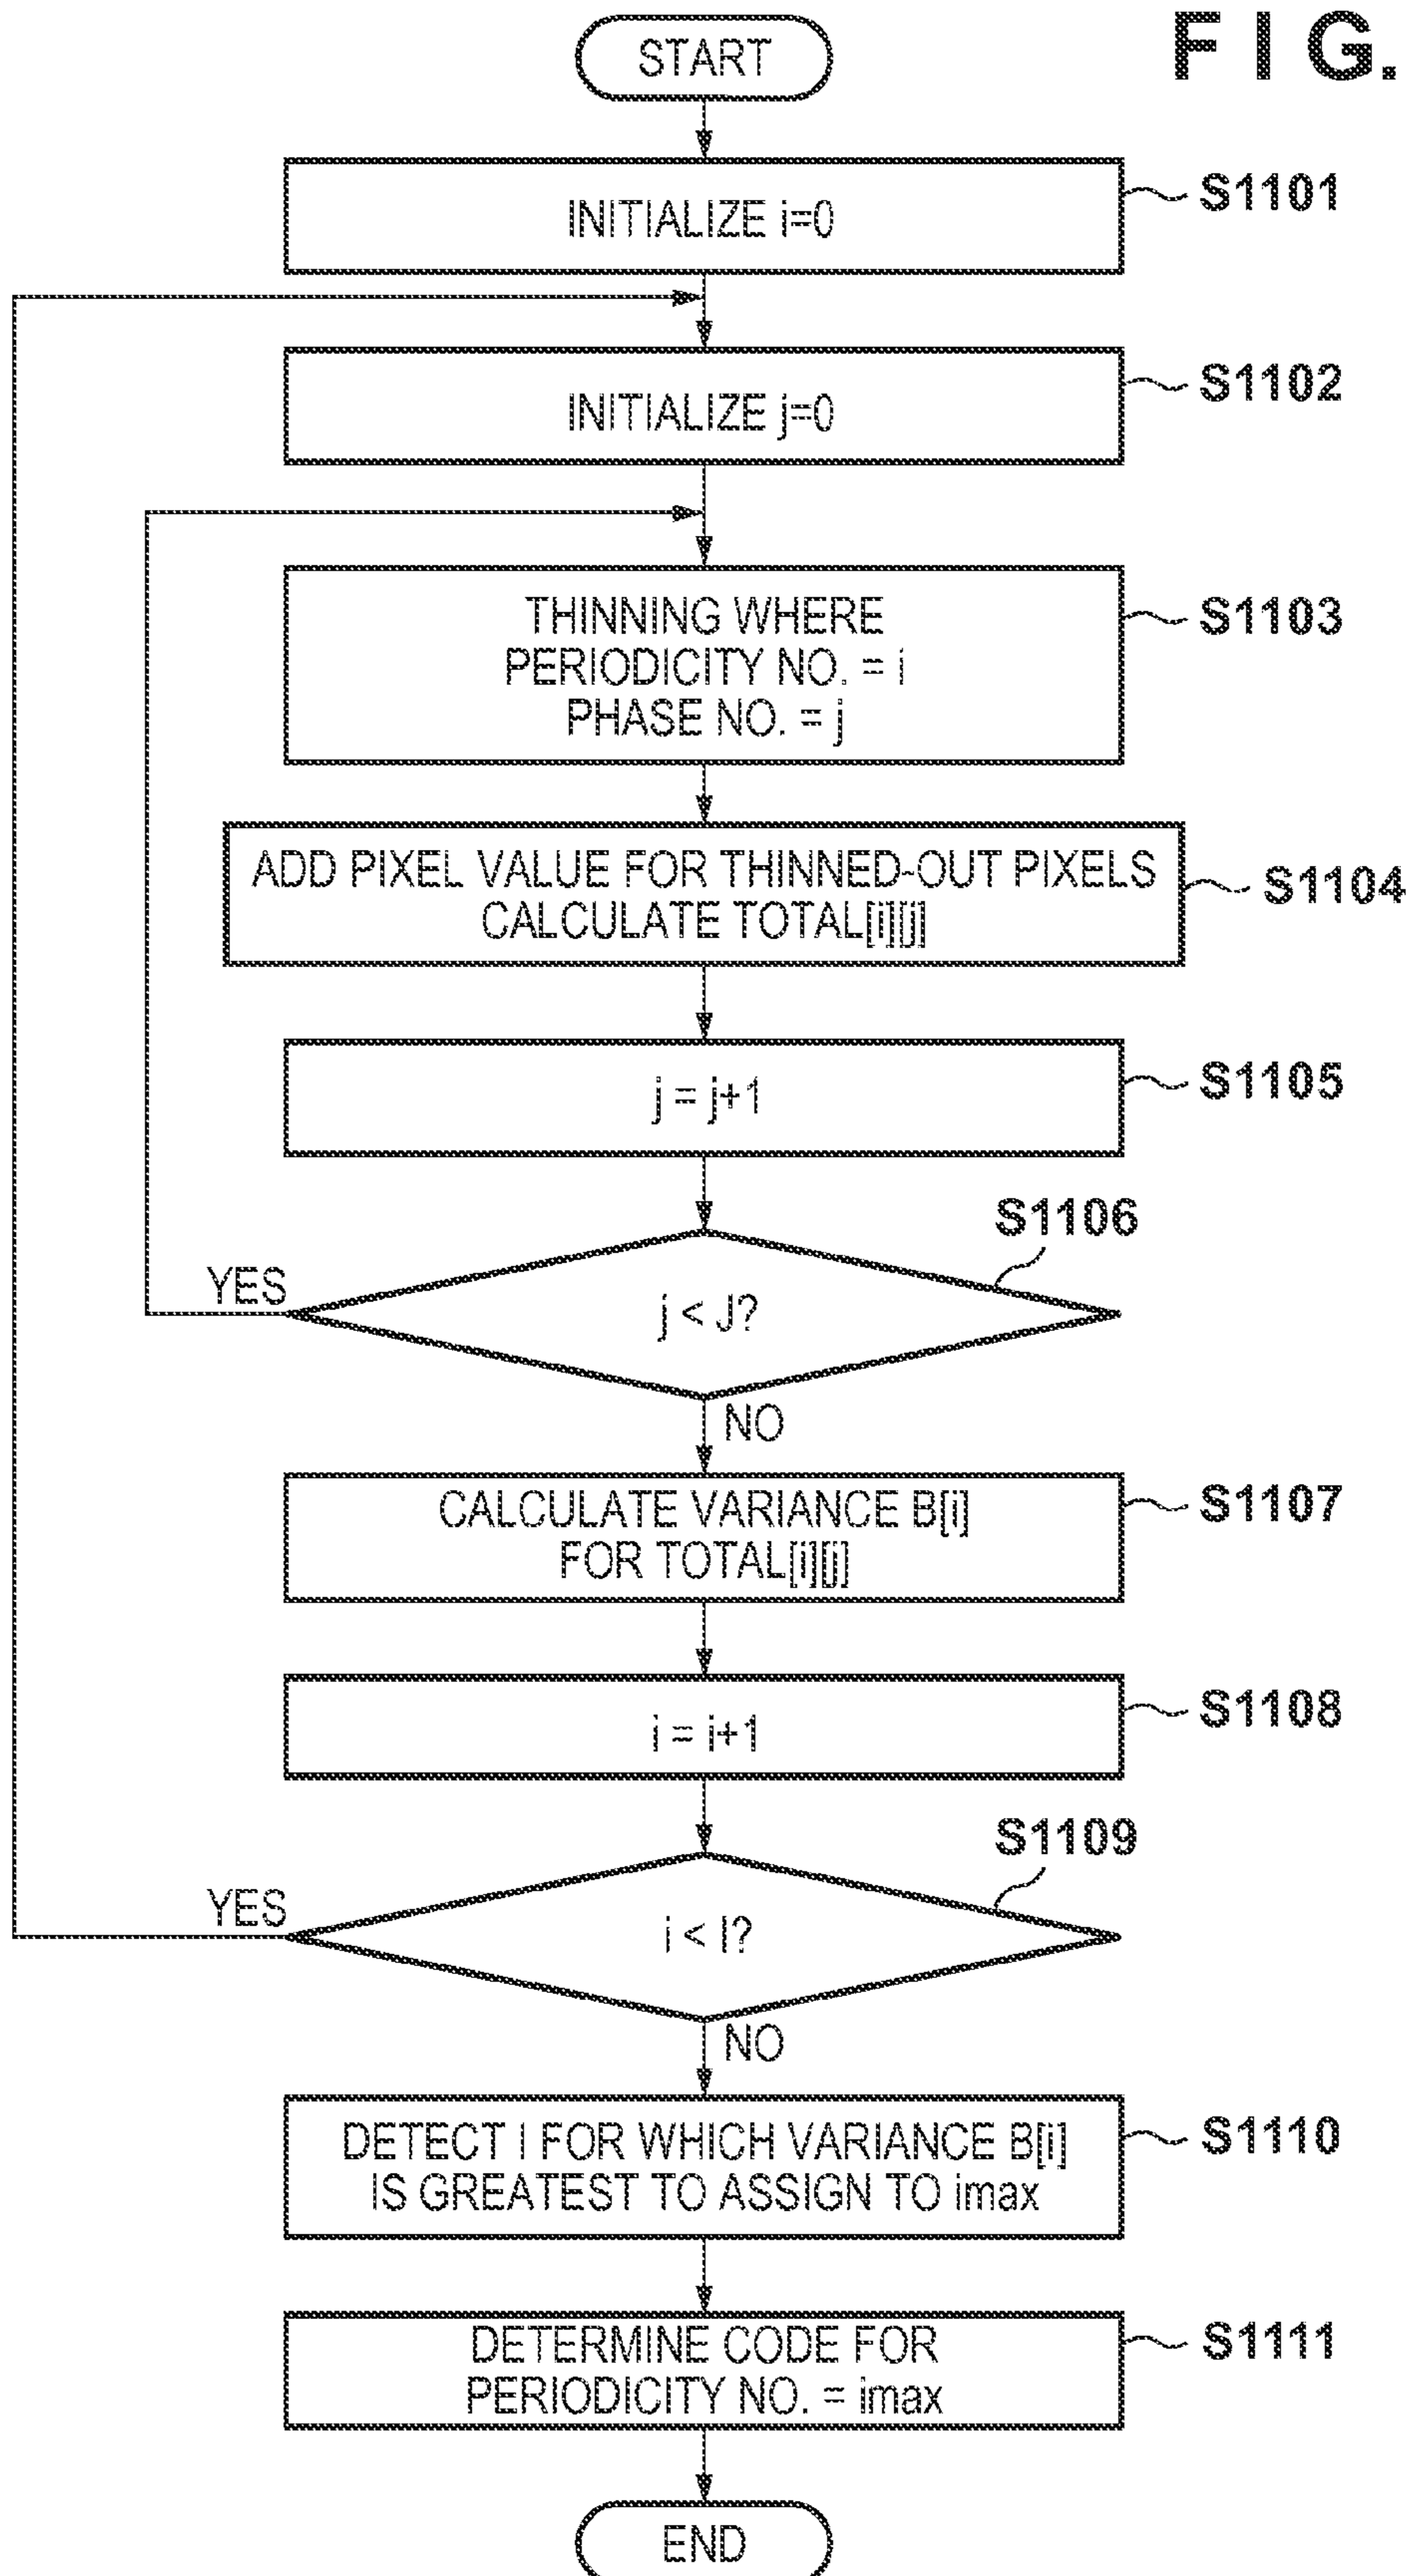 START
F I G.
INITIALIZE i=0
S1101
INITIALIZE j=0
S1102
THINNING WHERE
PERIODICITY NO. = i
PHASE NO. = j
S1103
ADD PIXEL VALUE FOR THINNED-OUT PIXELS
CALCULATE TOTAL[i][j]
S1104
j = j+1
S1105
S1106
j < J?
YES
NO
CALCULATE VARIANCE B[i]
FOR TOTAL[i][j]
S1107
i = i+1
S1108
S1109
i < I?
YES
NO
DETECT I FOR WHICH VARIANCE B[i]
IS GREATEST TO ASSIGN TO imax
S1110
DETERMINE CODE FOR
PERIODICITY NO. = imax
S1111
END